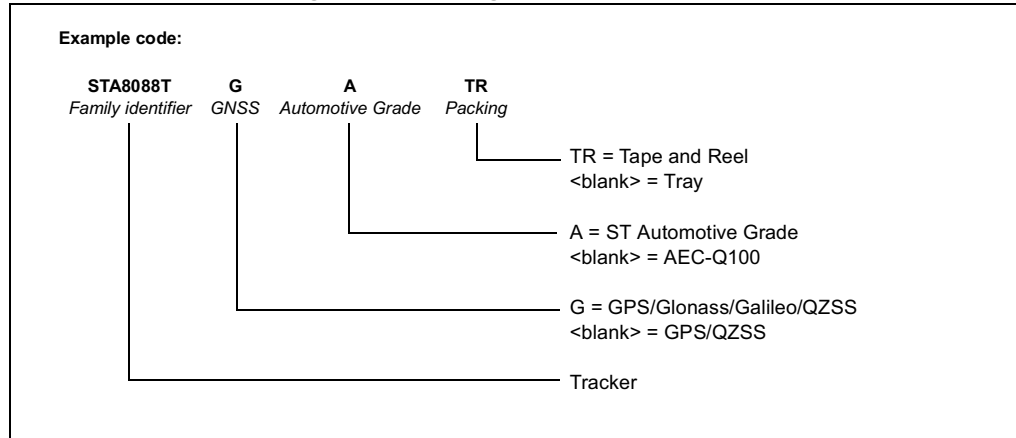 Example code:
STA8088T G A TR
Family identifier GNSS Automotive Grade Packing
TR = Tape and Reel
<blank> = Tray
A = ST Automotive Grade
<blank> = AEC-Q100
G = GPS/Glonass/Galileo/QZSS
<blank> = GPS/QZSS
Tracker